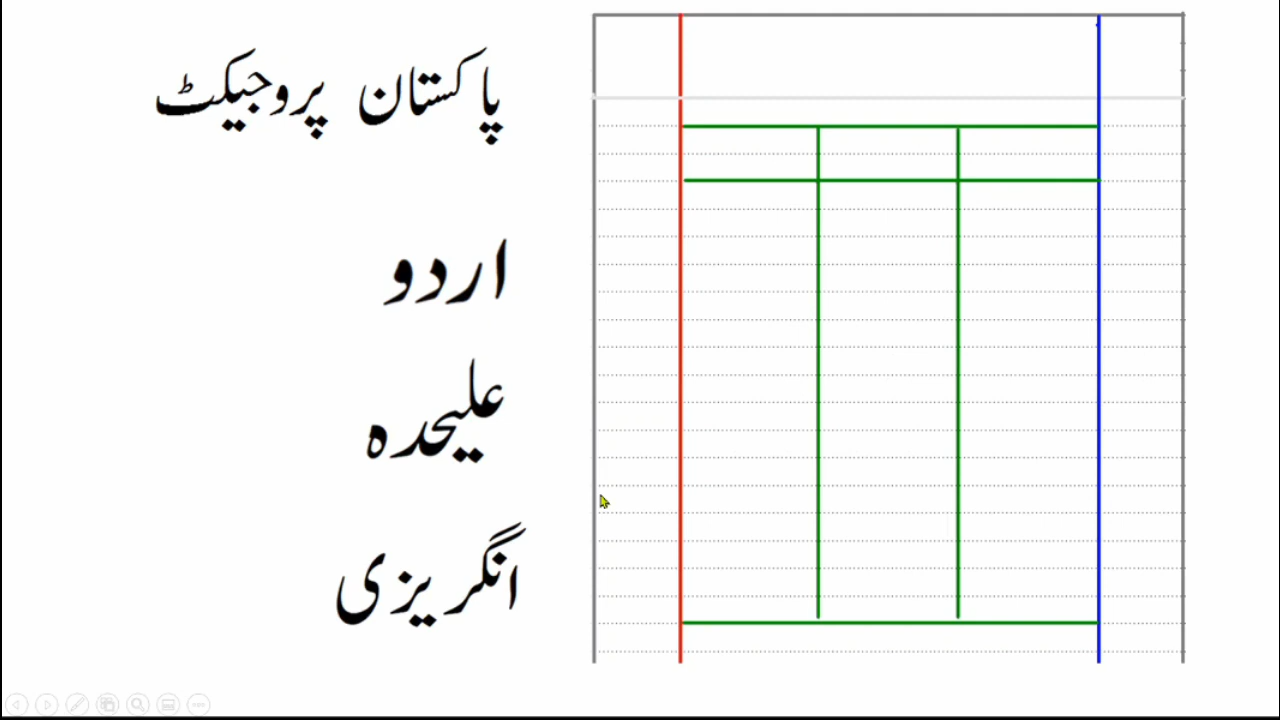 پاکستان پروجیکٹ
اردو
علیحدہ
انگریزی